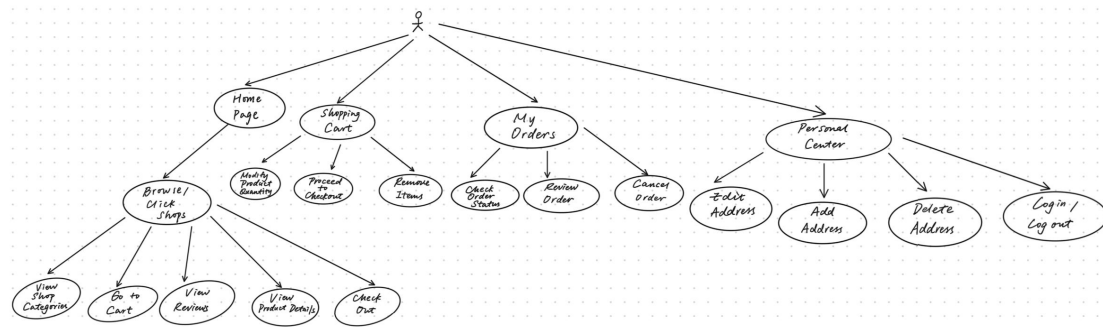 Home
Page
Shopping
Cart
My
Orders
Personal
Center
Modify
Product
Quantity
Proceed
to
Checkout
Remove
Items
Check
Order
Status
Review
Order
Cancel
Order
Edit
Address
Add
Address
Delete
Address
Login /
Log out
Browse/
Click
Shops
View
Shop
Categories
Go to
Cart
View
Reviews
View
Product Details
Check
Out